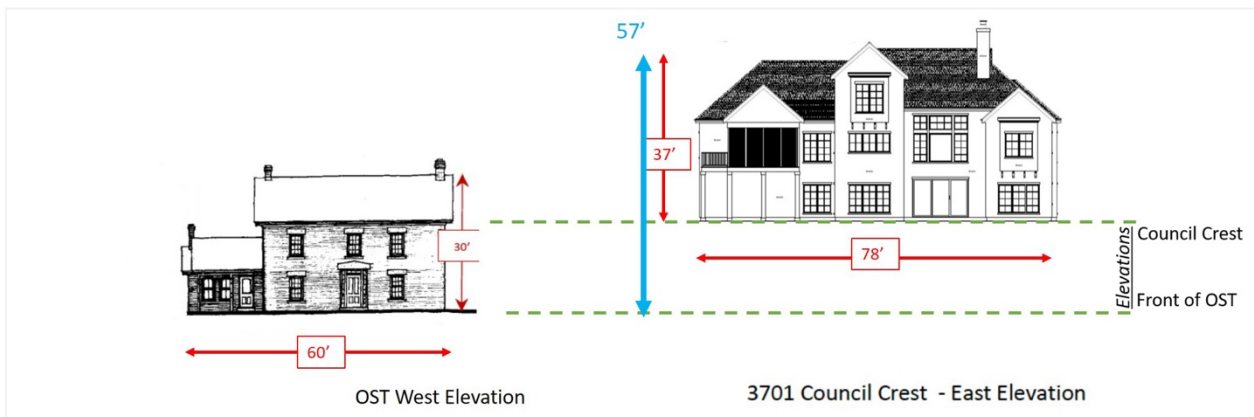 57’
37’
30’
78’
60’
Elevations
Council Crest
Front of OST
OST West Elevation
3701 Council Crest - East Elevation